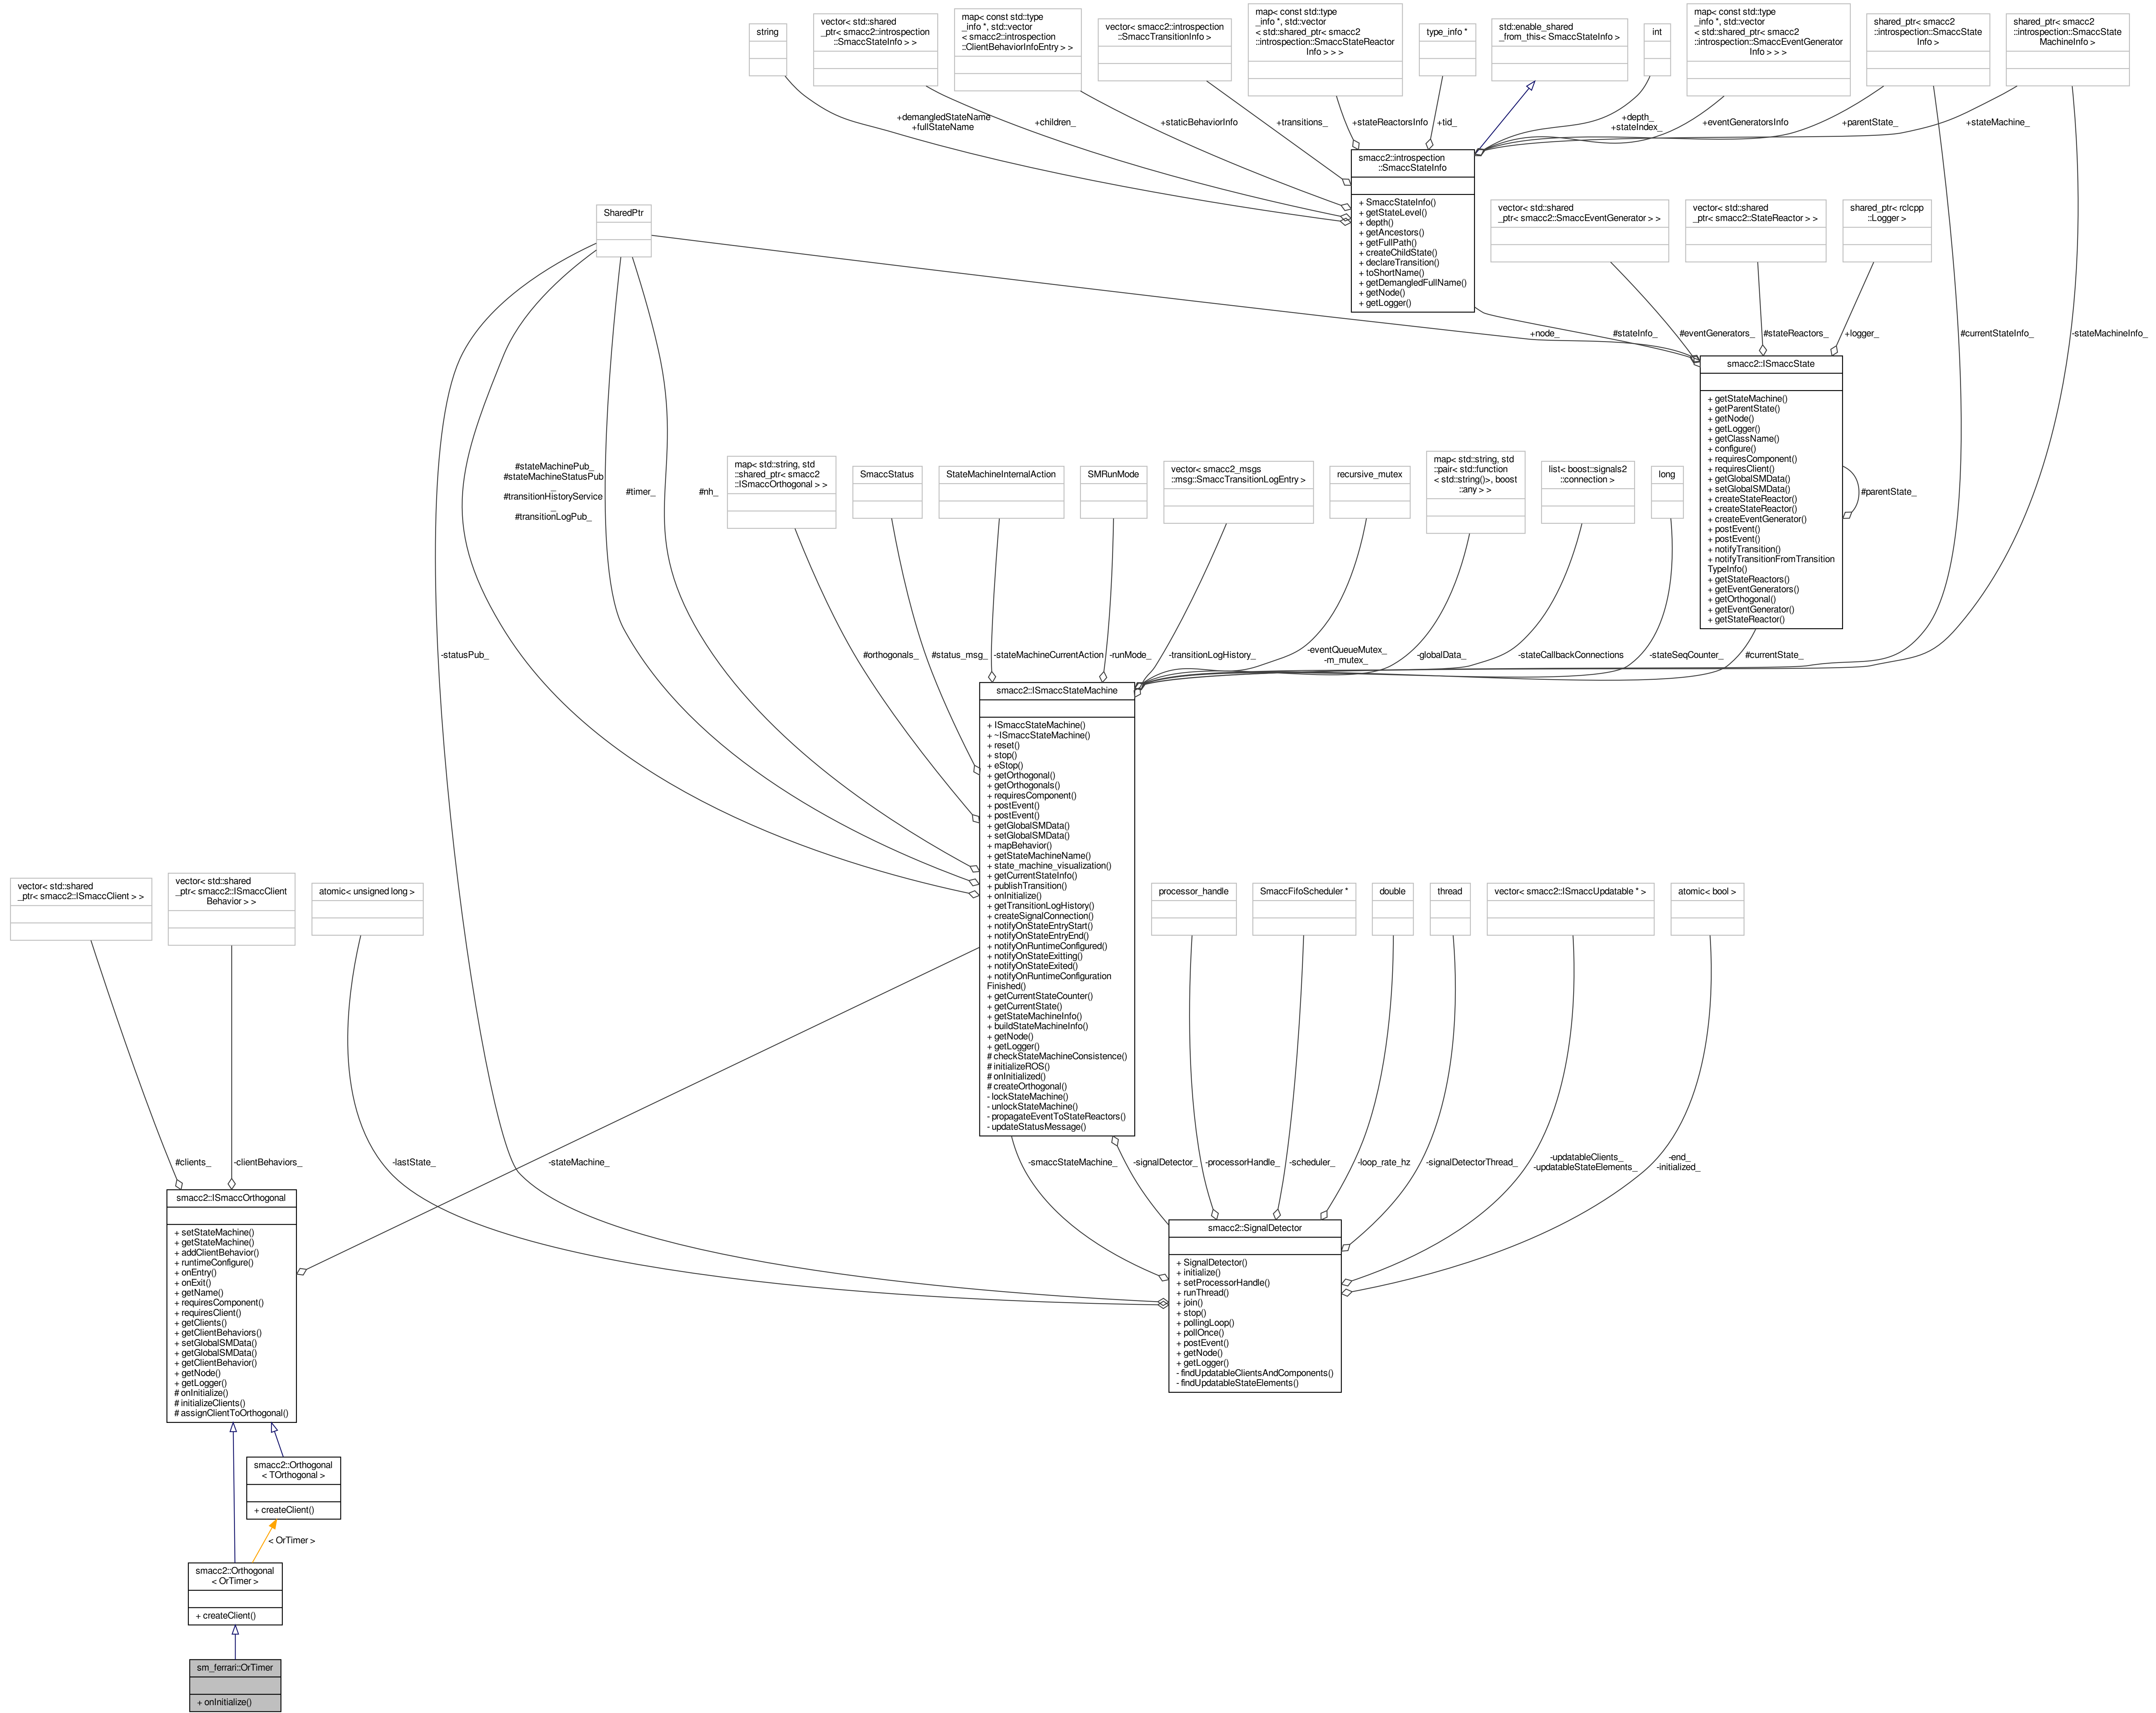 string
vector< std::shared
_ptr< smacc2::introspection
::SmaccStateInfo > >
map< const std::type
_info *, std::vector
< smacc2::introspection
::ClientBehaviorInfoEntry > >
vector< smacc2::introspection
::SmaccTransitionInfo >
map< const std::type
_info *, std::vector
< std::shared_ptr< smacc2
::introspection::SmaccStateReactor
Info > > >
type_info *
std::enable_shared
_from_this< SmaccStateInfo >
int
map< const std::type
_info *, std::vector
< std::shared_ptr< smacc2
::introspection::SmaccEventGenerator
Info > > >
shared_ptr< smacc2
::introspection::SmaccState
Info >
shared_ptr< smacc2
::introspection::SmaccState
MachineInfo >
+demangledStateName
+fullStateName
+children_
+staticBehaviorInfo
+transitions_
+stateReactorsInfo
+tid_
+depth_
+stateIndex_
+eventGeneratorsInfo
+parentState_
+stateMachine_
smacc2::introspection
::SmaccStateInfo
+ SmaccStateInfo()
+ getStateLevel()
+ depth()
+ getAncestors()
+ getFullPath()
+ createChildState()
+ declareTransition()
+ toShortName()
+ getDemangledFullName()
+ getNode()
+ getLogger()
SharedPtr
vector< std::shared
_ptr< smacc2::SmaccEventGenerator > >
vector< std::shared
_ptr< smacc2::StateReactor > >
shared_ptr< rclcpp
::Logger >
+node_
#stateInfo_
#eventGenerators_
#stateReactors_
+logger_
#currentStateInfo_
-stateMachineInfo_
smacc2::ISmaccState
+ getStateMachine()
+ getParentState()
+ getNode()
+ getLogger()
+ getClassName()
+ configure()
+ requiresComponent()
+ requiresClient()
+ getGlobalSMData()
+ setGlobalSMData()
+ createStateReactor()
+ createStateReactor()
+ createEventGenerator()
+ postEvent()
+ postEvent()
+ notifyTransition()
+ notifyTransitionFromTransition
TypeInfo()
+ getStateReactors()
+ getEventGenerators()
+ getOrthogonal()
+ getEventGenerator()
+ getStateReactor()
#parentState_
#stateMachinePub_
#stateMachineStatusPub
_
#transitionHistoryService
_
#transitionLogPub_
#timer_
#nh_
map< std::string, std
::shared_ptr< smacc2
::ISmaccOrthogonal > >
SmaccStatus
StateMachineInternalAction
SMRunMode
vector< smacc2_msgs
::msg::SmaccTransitionLogEntry >
recursive_mutex
map< std::string, std
::pair< std::function
< std::string()>, boost
::any > >
list< boost::signals2
::connection >
long
-statusPub_
#orthogonals_
#status_msg_
-stateMachineCurrentAction
-runMode_
-transitionLogHistory_
-eventQueueMutex_
-m_mutex_
-globalData_
-stateCallbackConnections
-stateSeqCounter_
#currentState_
smacc2::ISmaccStateMachine
+ ISmaccStateMachine()
+ ~ISmaccStateMachine()
+ reset()
+ stop()
+ eStop()
+ getOrthogonal()
+ getOrthogonals()
+ requiresComponent()
+ postEvent()
+ postEvent()
+ getGlobalSMData()
+ setGlobalSMData()
+ mapBehavior()
+ getStateMachineName()
+ state_machine_visualization()
+ getCurrentStateInfo()
+ publishTransition()
+ onInitialize()
+ getTransitionLogHistory()
+ createSignalConnection()
+ notifyOnStateEntryStart()
+ notifyOnStateEntryEnd()
+ notifyOnRuntimeConfigured()
+ notifyOnStateExitting()
+ notifyOnStateExited()
+ notifyOnRuntimeConfiguration
Finished()
+ getCurrentStateCounter()
+ getCurrentState()
+ getStateMachineInfo()
+ buildStateMachineInfo()
+ getNode()
+ getLogger()
# checkStateMachineConsistence()
# initializeROS()
# onInitialized()
# createOrthogonal()
- lockStateMachine()
- unlockStateMachine()
- propagateEventToStateReactors()
- updateStatusMessage()
vector< std::shared
_ptr< smacc2::ISmaccClient > >
vector< std::shared
_ptr< smacc2::ISmaccClient
Behavior > >
atomic< unsigned long >
processor_handle
SmaccFifoScheduler *
double
thread
vector< smacc2::ISmaccUpdatable * >
atomic< bool >
#clients_
-clientBehaviors_
-lastState_
-stateMachine_
-smaccStateMachine_
-signalDetector_
-processorHandle_
-scheduler_
-loop_rate_hz
-signalDetectorThread_
-updatableClients_
-updatableStateElements_
-end_
-initialized_
smacc2::ISmaccOrthogonal
+ setStateMachine()
+ getStateMachine()
+ addClientBehavior()
+ runtimeConfigure()
+ onEntry()
+ onExit()
+ getName()
+ requiresComponent()
+ requiresClient()
+ getClients()
+ getClientBehaviors()
+ setGlobalSMData()
+ getGlobalSMData()
+ getClientBehavior()
+ getNode()
+ getLogger()
# onInitialize()
# initializeClients()
# assignClientToOrthogonal()
smacc2::SignalDetector
+ SignalDetector()
+ initialize()
+ setProcessorHandle()
+ runThread()
+ join()
+ stop()
+ pollingLoop()
+ pollOnce()
+ postEvent()
+ getNode()
+ getLogger()
- findUpdatableClientsAndComponents()
- findUpdatableStateElements()
smacc2::Orthogonal
< TOrthogonal >
+ createClient()
< OrTimer >
smacc2::Orthogonal
< OrTimer >
+ createClient()
sm_ferrari::OrTimer
+ onInitialize()